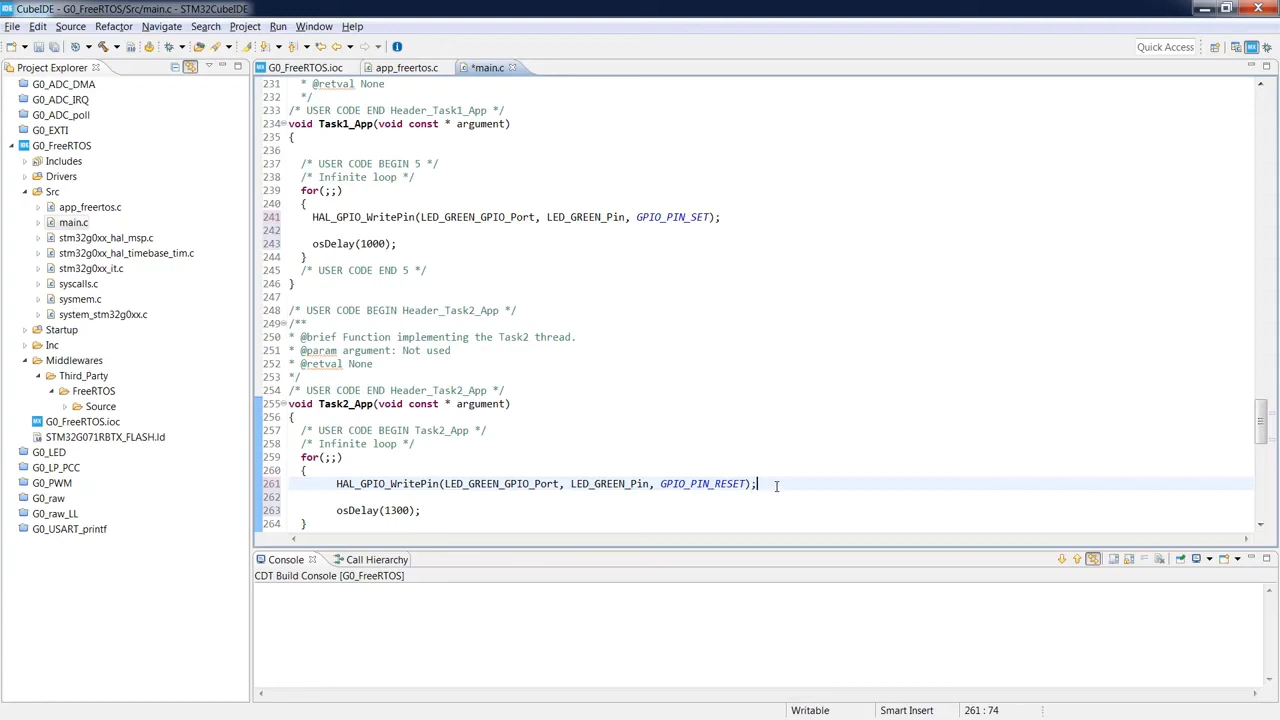 CubeIDE - G0_FreeRTOS/Src/main.c - STM32CubeIDE
File Edit Source Refactor Navigate Search Project Run Window Help
Quick Access
Project Explorer
G0_ADC_DMA
G0_ADC_IRQ
G0_ADC_poll
G0_EXTI
G0_FreeRTOS
Includes
Drivers
Src
app_freertos.c
main.c
stm32g0xx_hal_msp.c
stm32g0xx_hal_timebase_tim.c
stm32g0xx_it.c
syscalls.c
sysmem.c
system_stm32g0xx.c
Startup
Inc
Middlewares
Third_Party
FreeRTOS
Source
G0_FreeRTOS.ioc
STM32G071RBTX_FLASH.ld
G0_LED
G0_LP_PCC
G0_PWM
G0_raw
G0_raw_LL
G0_USART_printf
G0_FreeRTOS.ioc app_freertos.c *main.c
231 * @retval None
232 */
233 /* USER CODE END Header_Task1_App */
234 void Task1_App(void const * argument)
235 {
236
237 /* USER CODE BEGIN 5 */
238 /* Infinite loop */
239 for(;;)
240 {
241 HAL_GPIO_WritePin(LED_GREEN_GPIO_Port, LED_GREEN_Pin, GPIO_PIN_SET);
242
243 osDelay(1000);
244 }
245 /* USER CODE END 5 */
246 }
247
248 /* USER CODE BEGIN Header_Task2_App */
249 /**
250 * @brief Function implementing the Task2 thread.
251 * @param argument: Not used
252 * @retval None
253 */
254 /* USER CODE END Header_Task2_App */
255 void Task2_App(void const * argument)
256 {
257 /* USER CODE BEGIN Task2_App */
258 /* Infinite loop */
259 for(;;)
260 {
261 HAL_GPIO_WritePin(LED_GREEN_GPIO_Port, LED_GREEN_Pin, GPIO_PIN_RESET);
262
263 osDelay(1300);
264 }
Console Call Hierarchy
CDT Build Console [G0_FreeRTOS]
Writable Smart Insert 261 : 74